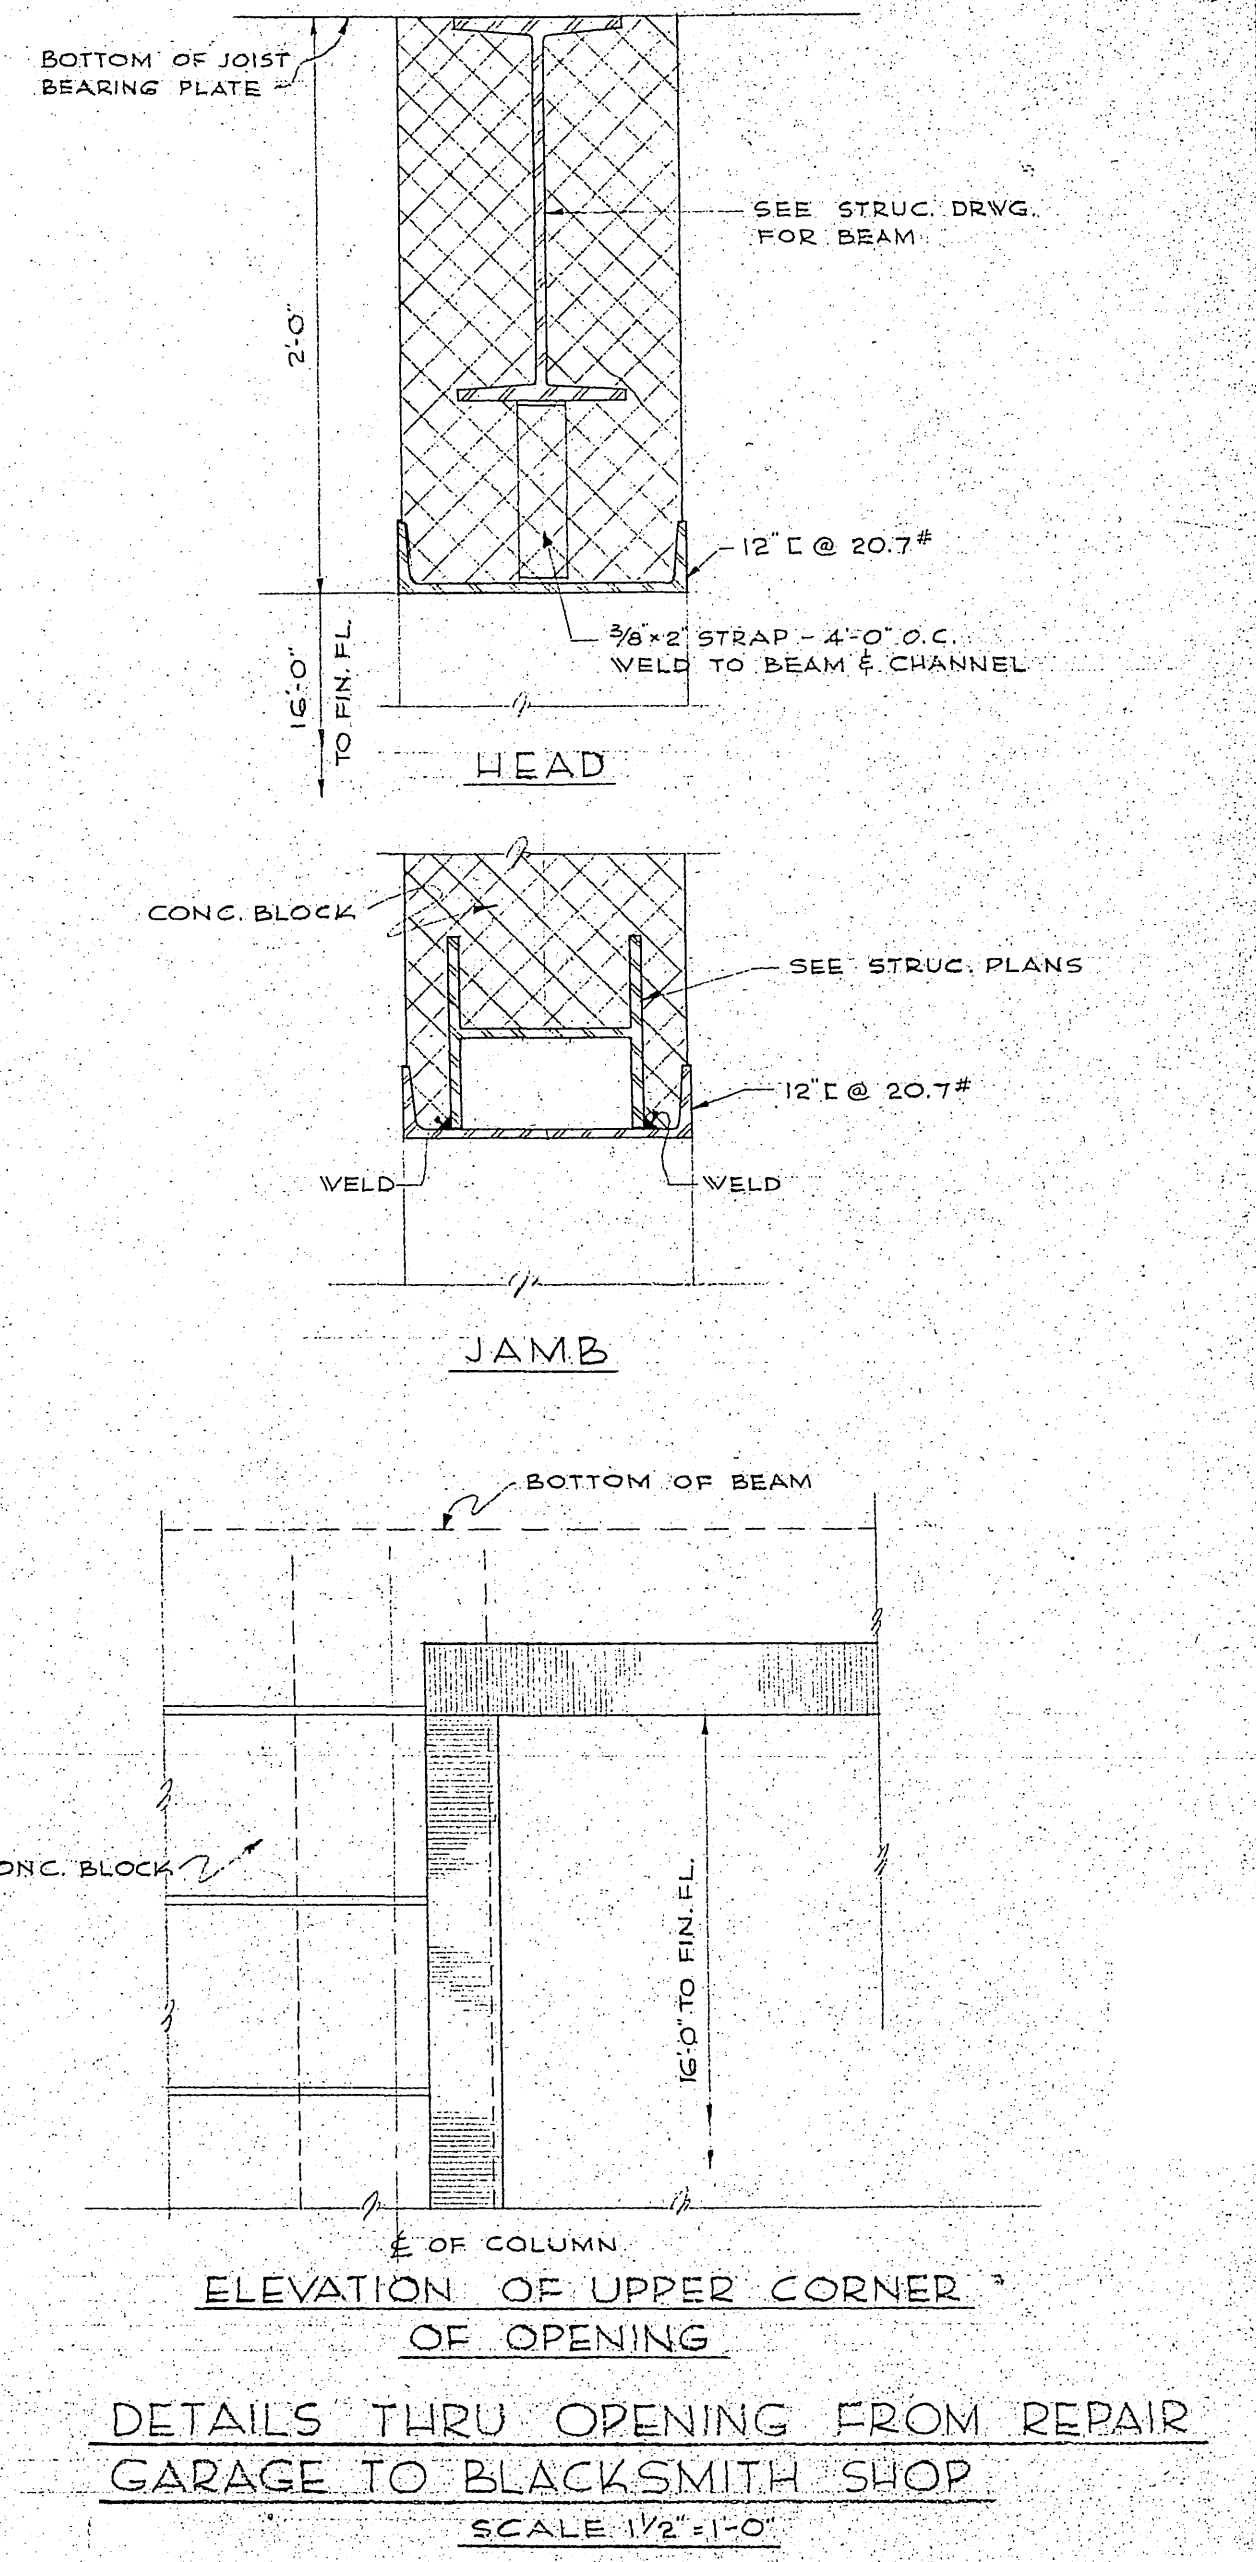 BOTTOM OF JOIST
BEARING PLATE
SEE STRUC. DRWG.
FOR BEAM
2'-0"
12" [ @ 20.7#
3/8" x 2" STRAP - 4'-0" O.C.
WELD TO BEAM & CHANNEL
16'-0"
TO FIN. FL.
HEAD
CONC. BLOCK
SEE STRUC. PLANS
12" [ @ 20.7#
WELD
WELD
JAMB
BOTTOM OF BEAM
ONC. BLOCK
16'-0" TO FIN. FL.
℄ OF COLUMN
ELEVATION OF UPPER CORNER
OF OPENING
DETAILS THRU OPENING FROM REPAIR
GARAGE TO BLACKSMITH SHOP
SCALE 1 1/2" = 1'-0"